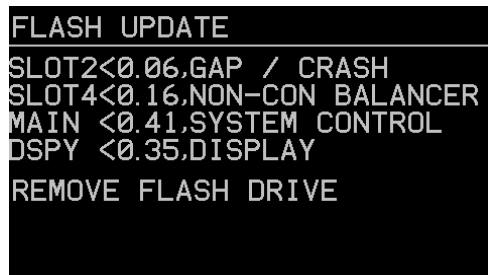 FLASH UPDATE
SLOT2<0.06,GAP / CRASH
SLOT4<0.16,NON-CON BALANCER
MAIN <0.41,SYSTEM CONTROL
DSPY <0.35,DISPLAY
REMOVE FLASH DRIVE